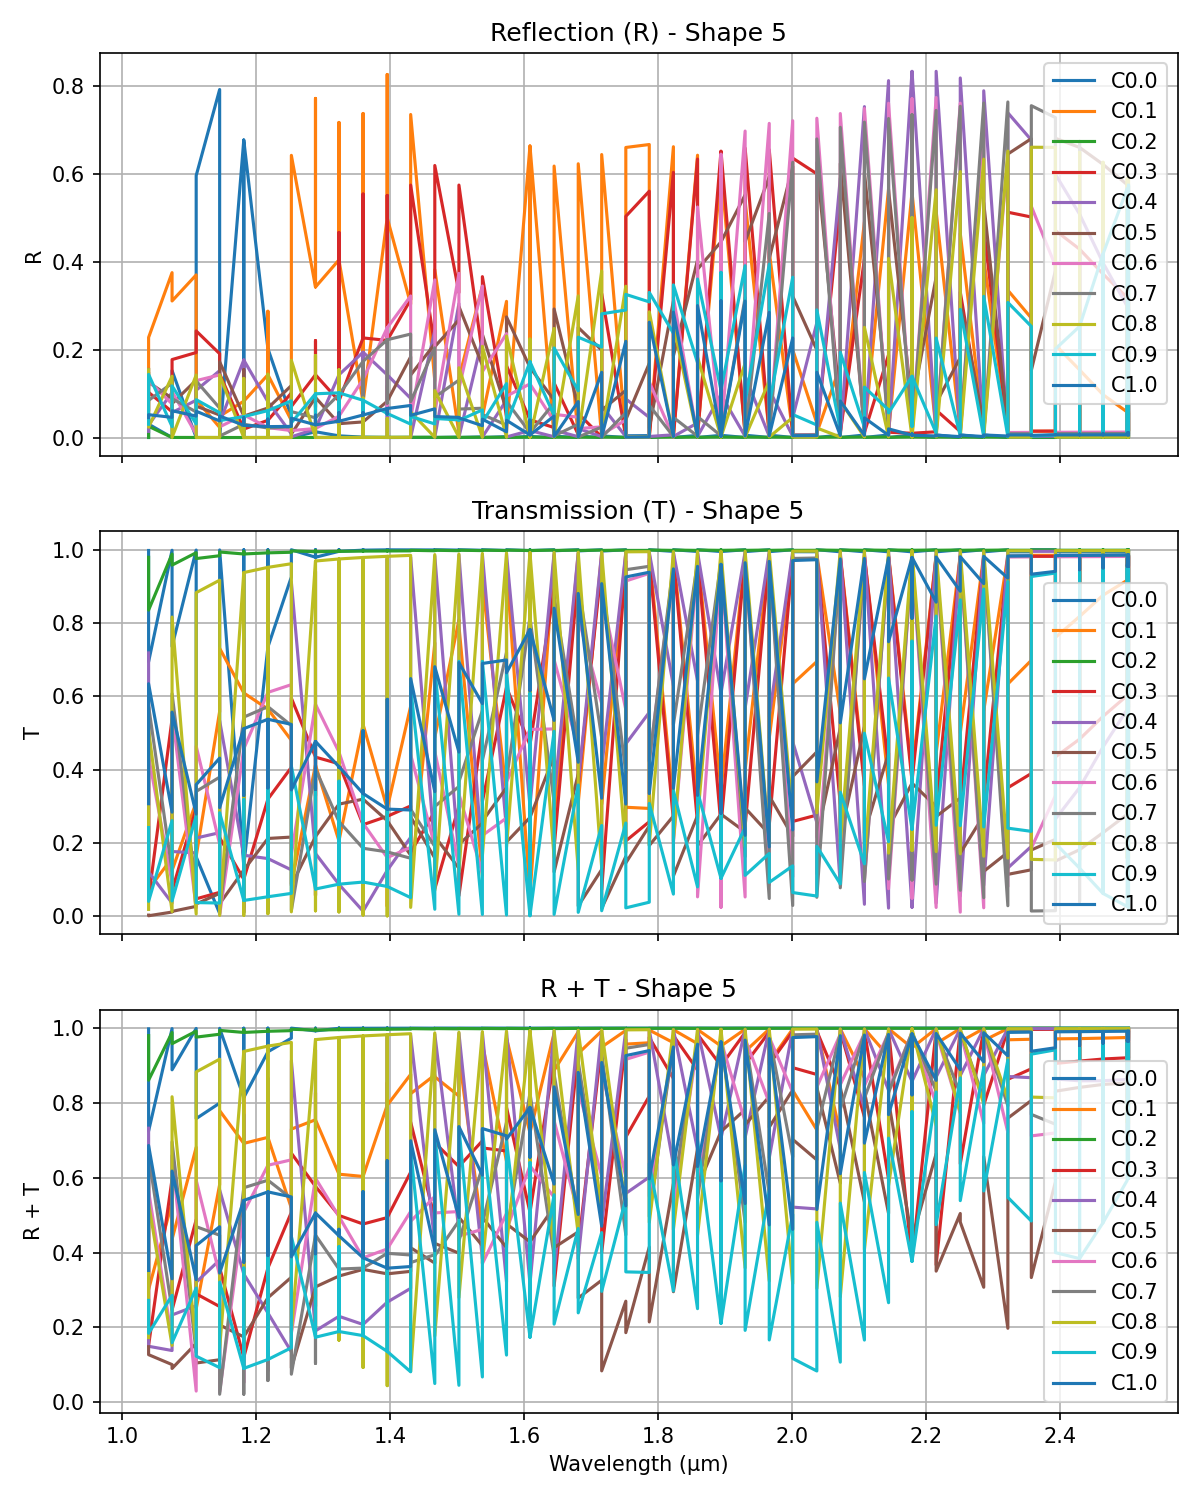 Reflection (R) - Shape 5
0.8
0.6
0.4
0.2
0.0
R
C0.0
C0.1
C0.2
C0.3
C0.4
C0.5
C0.6
C0.7
C0.8
C0.9
C1.0
Transmission (T) - Shape 5
1.0
0.8
0.6
0.4
0.2
0.0
T
C0.0
C0.1
C0.2
C0.3
C0.4
C0.5
C0.6
C0.7
C0.8
C0.9
C1.0
R + T - Shape 5
1.0
0.8
0.6
0.4
0.2
0.0
R + T
C0.0
C0.1
C0.2
C0.3
C0.4
C0.5
C0.6
C0.7
C0.8
C0.9
C1.0
1.0 1.2 1.4 1.6 1.8 2.0 2.2 2.4
Wavelength (μm)